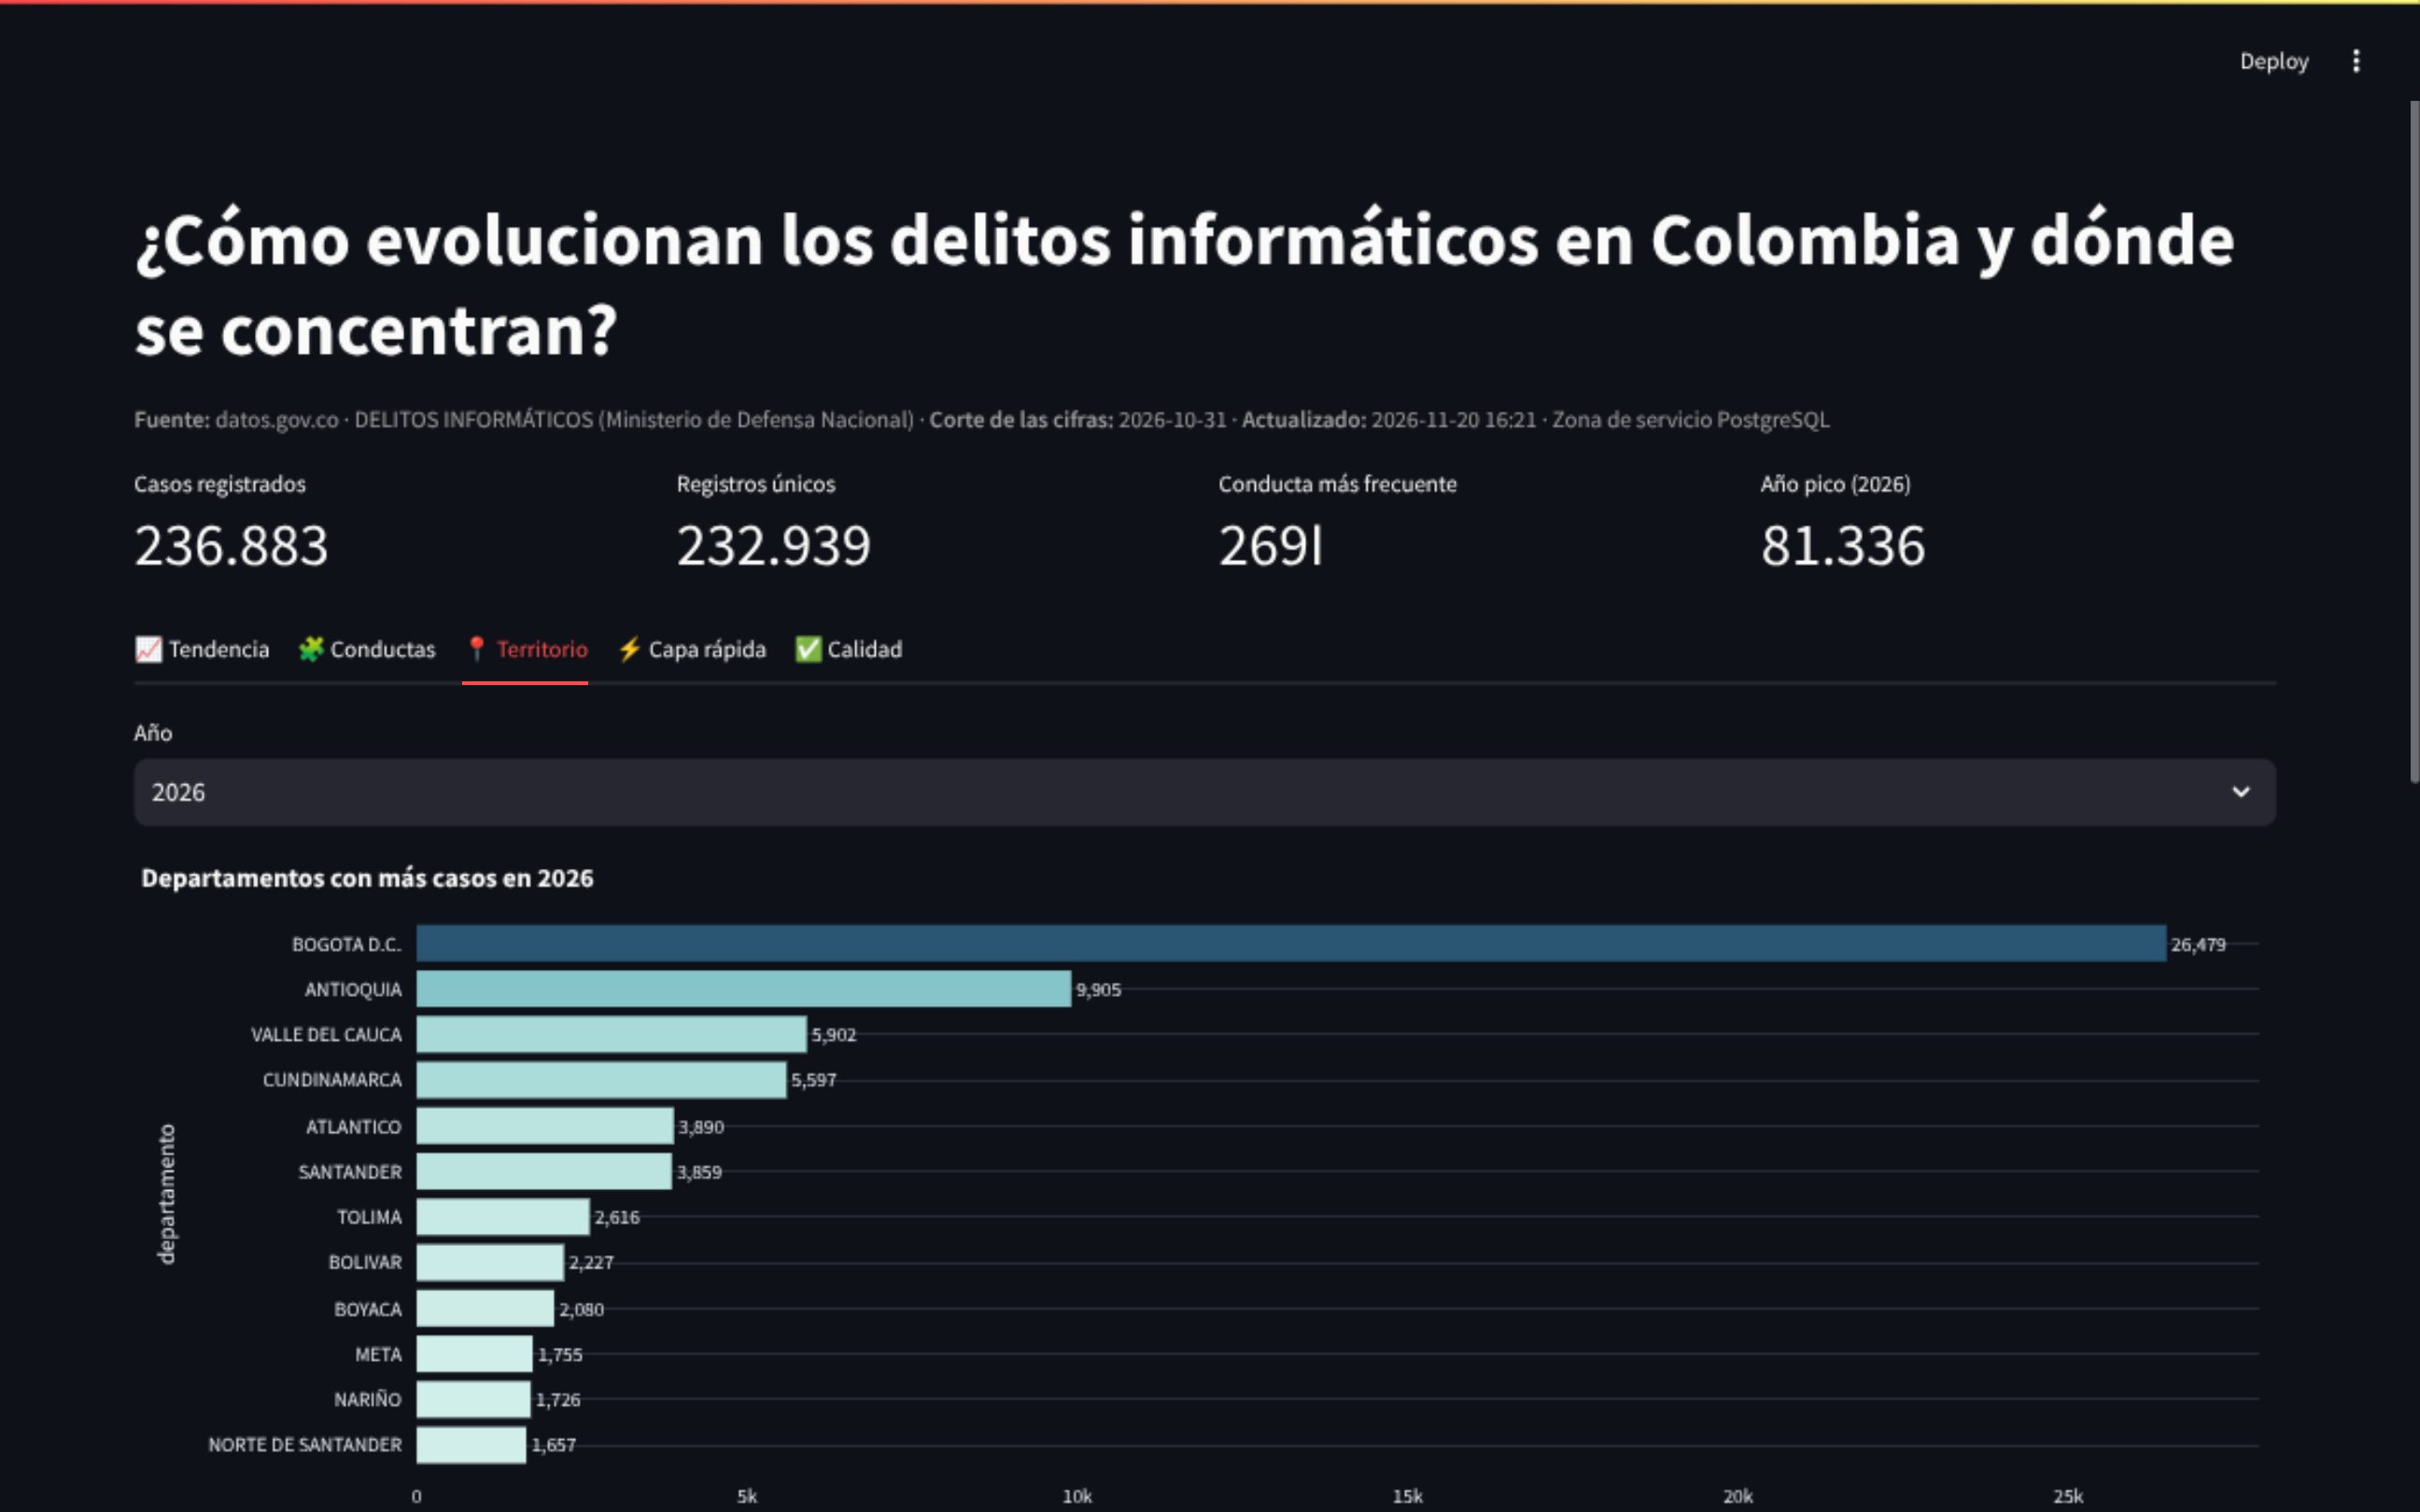 Deploy
¿Cómo evolucionan los delitos informáticos en Colombia y dónde
se concentran?
Fuente: datos.gov.co · DELITOS INFORMÁTICOS (Ministerio de Defensa Nacional) · Corte de las cifras: 2026-10-31 · Actualizado: 2026-11-20 16:21 · Zona de servicio PostgreSQL
Casos registrados
236.883
Registros únicos
232.939
Conducta más frecuente
269I
Año pico (2026)
81.336
Tendencia
Conductas
Territorio
Capa rápida
Calidad
Año
2026
Departamentos con más casos en 2026
departamento
BOGOTA D.C. 26,479
ANTIOQUIA 9,905
VALLE DEL CAUCA 5,902
CUNDINAMARCA 5,597
ATLANTICO 3,890
SANTANDER 3,859
TOLIMA 2,616
BOLIVAR 2,227
BOYACA 2,080
META 1,755
NARIÑO 1,726
NORTE DE SANTANDER 1,657
0 5k 10k 15k 20k 25k